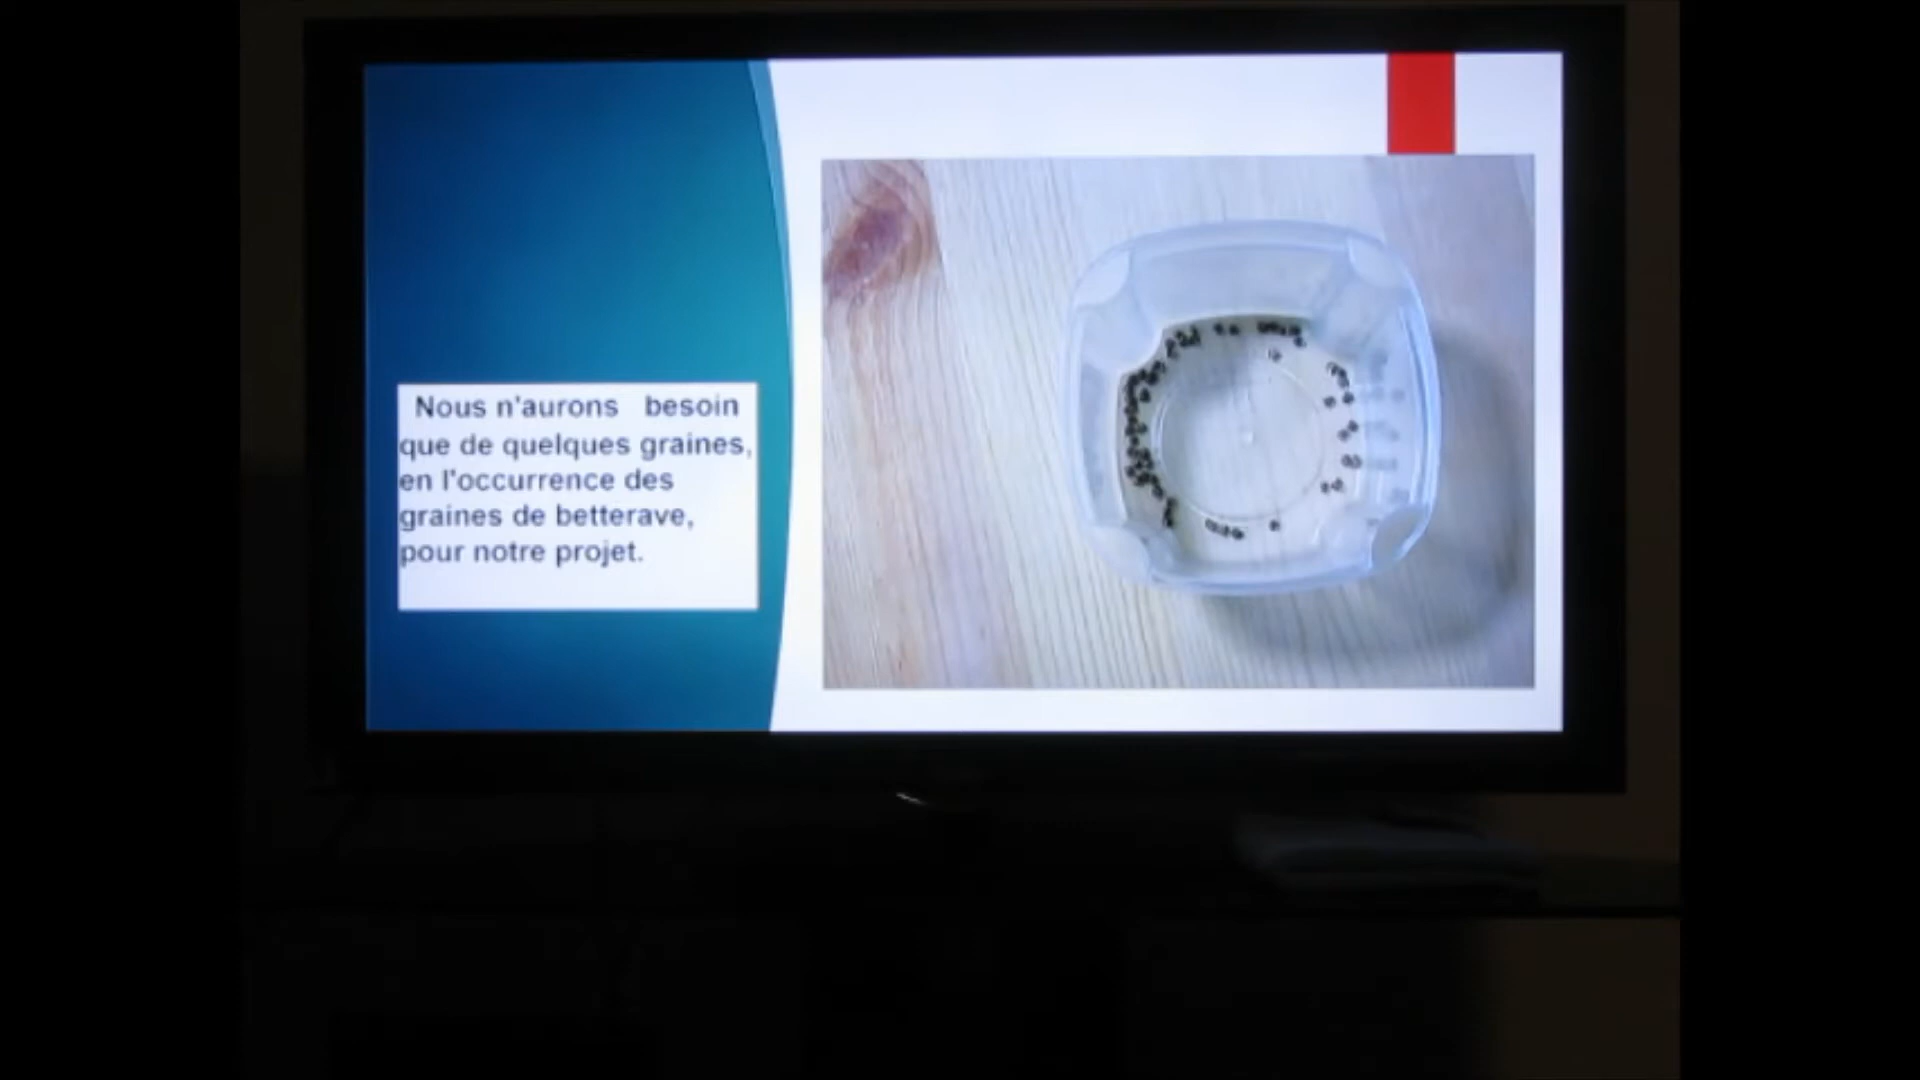 Nous n'aurons besoin
que de quelques graines,
en l'occurrence des
graines de betterave,
pour notre projet.